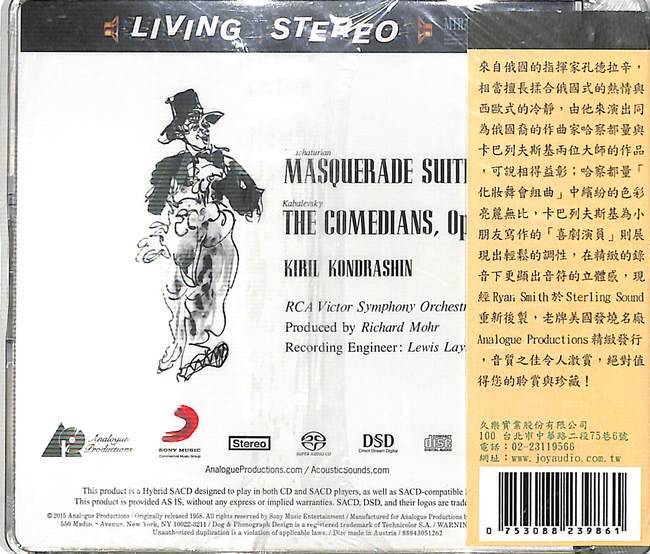 LIVING STEREO
chaturian
MASQUERADE SUIT
Kabalevsky
THE COMEDIANS, Op
KIRIL KONDRASHIN
RCA Victor Symphony Orchestr
Produced by Richard Mohr
Recording Engineer: Lewis Lay
來自俄國的指揮家孔德拉辛，
相當擅長揉合俄國式的熱情與
西歐式的冷靜，由他來演出同
為俄國裔的作曲家哈察都量與
卡巴列夫斯基兩位大師的作品
，可說相得益彰；哈察都量「
化妝舞會組曲」中繽紛的色彩
亮麗無比，卡巴列夫斯基為小
朋友寫作的「喜劇演員」則展
現出輕鬆的調性，在精緻的錄
音下更顯出音符的立體感，現
經Ryan Smith於Sterling Sound
重新後製，老牌美國發燒名廠
Analogue Productions精緻發行
，音質之佳令人激賞，絕對值
得您的聆賞與珍藏！
久樂實業股份有限公司
100 台北市中華路二段75巷6號
電話：02-23119566
網址：www.joyaudio.com.tw
Analogue
Productions
SONY MUSIC
Commercial Music Group
Stereo
SUPER AUDIO CD
DSD
Direct Stream Digital
COMPACT
disc
DIGITAL AUDIO
AnalogueProductions.com / AcousticSounds.com
This product is a Hybrid SACD designed to play in both CD and SACD players, as well as SACD-compatible
This product is provided AS IS, without any express or implied warranties. SACD, DSD, and their logos are trade
© 2015 Analogue Productions / Originally released 1958. All rights reserved by Sony Music Entertainment / Manufactured for Analogue Productions b
550 Madison Avenue, New York, NY 10022-3211 / Dog & Phonograph Design is a registered trademark of Technicolor S.A. / WARNIN
Unauthorized duplication is a violation of applicable laws. / Disc made in Austria / 88843051262
0 753088 239861